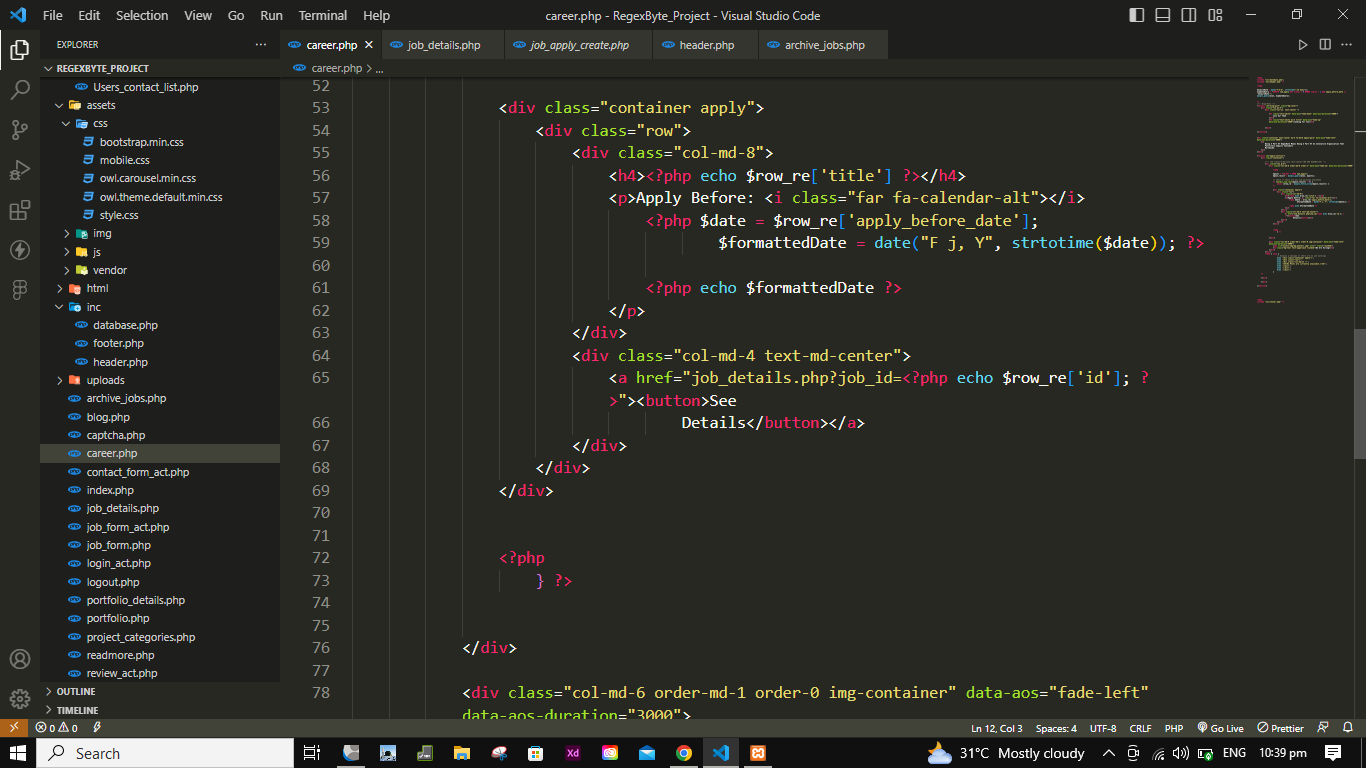 File Edit Selection View Go Run Terminal Help career.php - RegexByte_Project - Visual Studio Code
EXPLORER ... career.php job_details.php job_apply_create.php header.php archive_jobs.php
REGEXBYTE_PROJECT career.php > ...
Users_contact_list.php
assets
css
bootstrap.min.css
mobile.css
owl.carousel.min.css
owl.theme.default.min.css
style.css
img
js
vendor
html
inc
database.php
footer.php
header.php
uploads
archive_jobs.php
blog.php
captcha.php
career.php
contact_form_act.php
index.php
job_details.php
job_form_act.php
job_form.php
login_act.php
logout.php
portfolio_details.php
portfolio.php
project_categories.php
readmore.php
review_act.php
OUTLINE
TIMELINE
52
53 <div class="container apply">
54 <div class="row">
55 <div class="col-md-8">
56 <h4><?php echo $row_re['title'] ?></h4>
57 <p>Apply Before: <i class="far fa-calendar-alt"></i>
58 <?php $date = $row_re['apply_before_date'];
59 $formattedDate = date("F j, Y", strtotime($date)); ?>
60
61 <?php echo $formattedDate ?>
62 </p>
63 </div>
64 <div class="col-md-4 text-md-center">
65 <a href="job_details.php?job_id=<?php echo $row_re['id']; ?
>"><button>See
66 Details</button></a>
67 </div>
68 </div>
69 </div>
70
71
72 <?php
73 } ?>
74
75
76 </div>
77
78 <div class="col-md-6 order-md-1 order-0 img-container" data-aos="fade-left"
data-aos-duration="3000">
0 0 Ln 12, Col 3 Spaces: 4 UTF-8 CRLF PHP Go Live Prettier
Search Xd 31°C Mostly cloudy ENG 10:39 pm